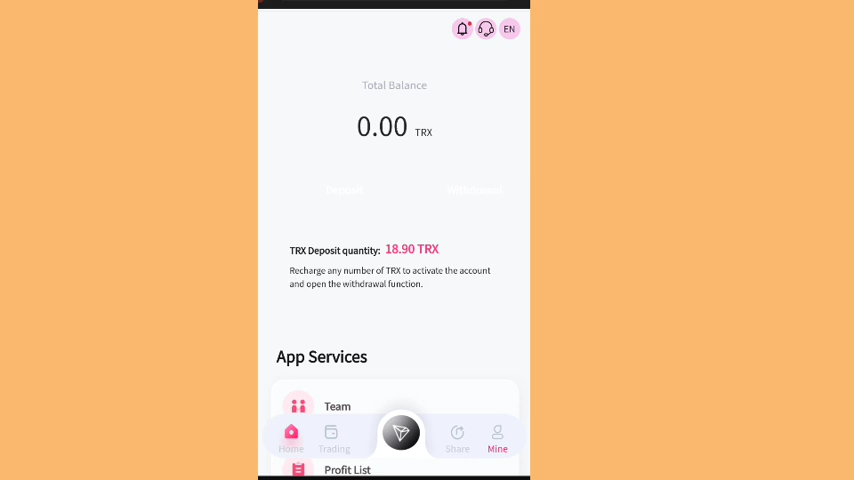 EN
Total Balance
0.00 TRX
Deposit Withdrawal
TRX Deposit quantity: 18.90 TRX
Recharge any number of TRX to activate the account
and open the withdrawal function.
App Services
Team
Home Trading Share Mine
Profit List